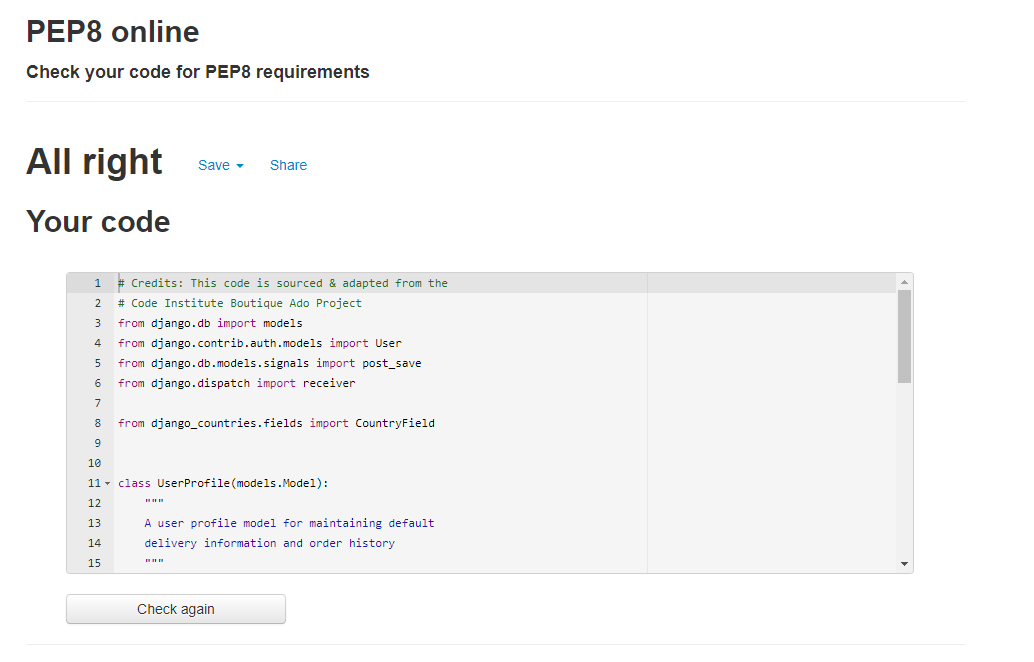 PEP8 online
Check your code for PEP8 requirements
All right Save Share
Your code
1 # Credits: This code is sourced & adapted from the
2 # Code Institute Boutique Ado Project
3 from django.db import models
4 from django.contrib.auth.models import User
5 from django.db.models.signals import post_save
6 from django.dispatch import receiver
7
8 from django_countries.fields import CountryField
9
10
11 class UserProfile(models.Model):
12     """
13     A user profile model for maintaining default
14     delivery information and order history
15     """
Check again